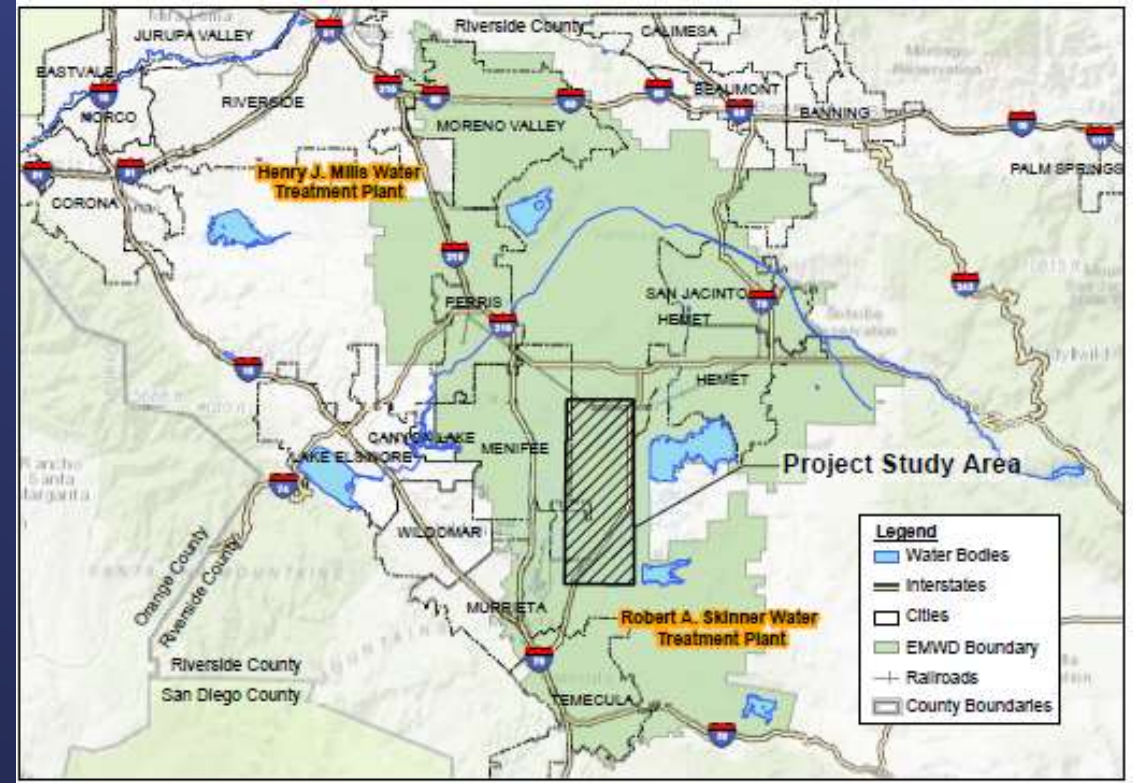 Riverside County
CALIMESA
JURUPA VALLEY
EASTVALE
BEAUMONT
RIVERSIDE
NORCO
BANNING
MORENO VALLEY
PALM SPRINGS
Henry J. Mills Water
Treatment Plant
CORONA
SAN JACINTO
PERRIS
HEMET
HEMET
CANYON LAKE
MENIFEE
LAKE ELSINORE
Project Study Area
WILDOMAR
Orange County
Riverside County
MURRIETA
Robert A. Skinner Water
Treatment Plant
Riverside County
San Diego County
TEMECULA
Legend
Water Bodies
Interstates
Cities
EMWD Boundary
Railroads
County Boundaries